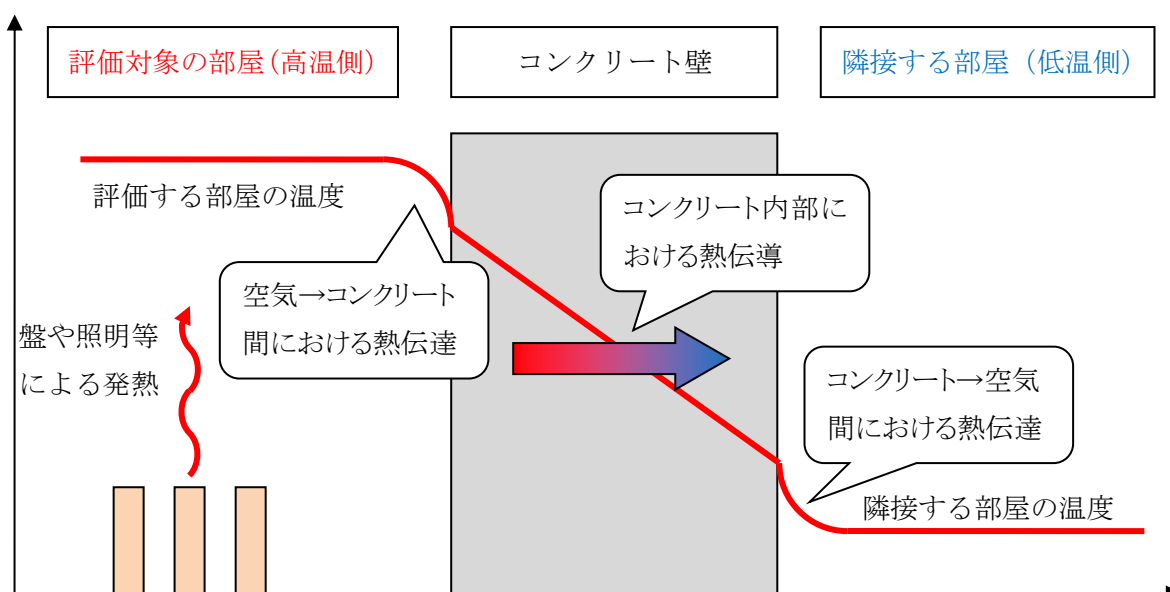 評価対象の部屋（高温側）
コンクリート壁
隣接する部屋（低温側）
評価する部屋の温度
コンクリート内部に
おける熱伝導
空気→コンクリート
間における熱伝達
盤や照明等
による発熱
コンクリート→空気
間における熱伝達
隣接する部屋の温度